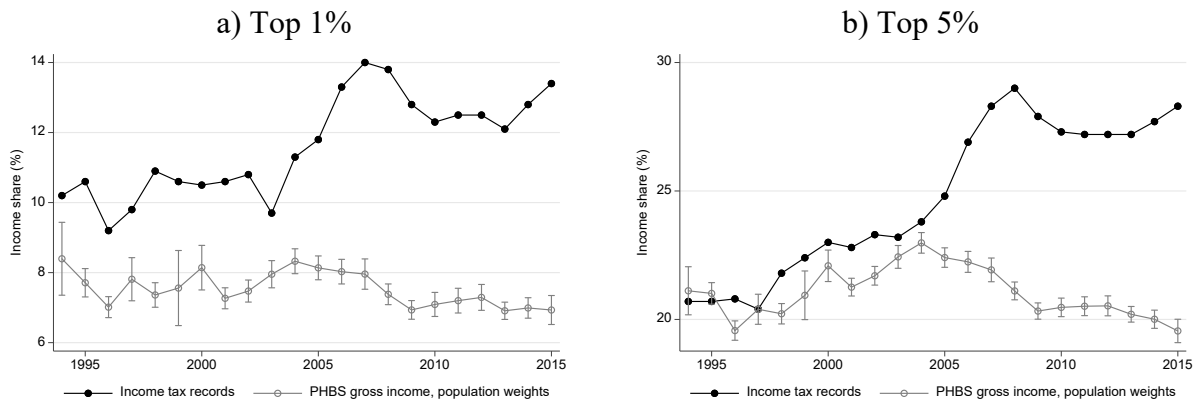 a) Top 1%
Income share (%)
14
12
10
8
6
1995 2000 2005 2010 2015
Income tax records PHBS gross income, population weights
b) Top 5%
Income share (%)
30
25
20
1995 2000 2005 2010 2015
Income tax records PHBS gross income, population weights